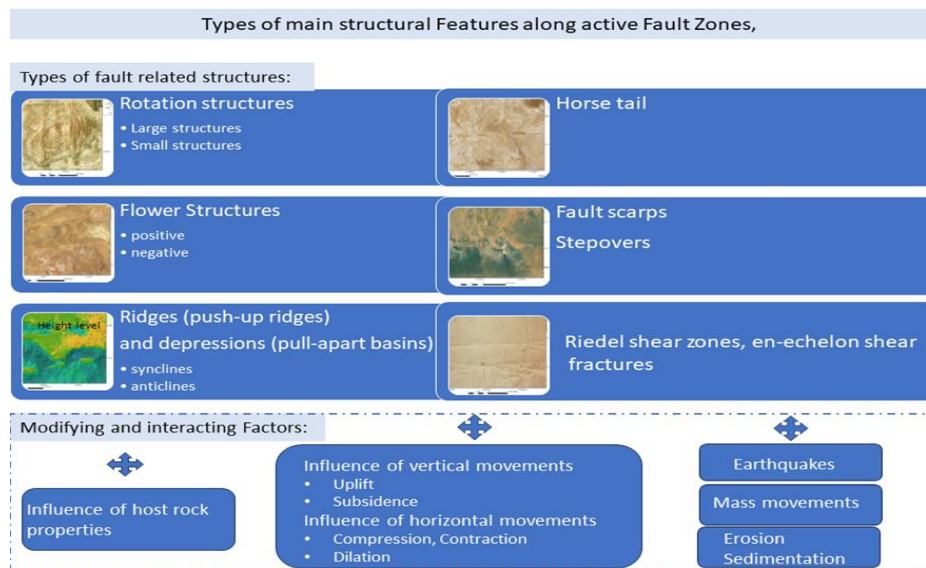 Types of main structural Features along active Fault Zones,
Types of fault related structures:
Rotation structures
• Large structures
• Small structures
Horse tail
Flower Structures
• positive
• negative
Fault scarps
Stepovers
Height level
Ridges (push-up ridges)
and depressions (pull-apart basins)
• synclines
• anticlines
Riedel shear zones, en-echelon shear
fractures
Modifying and interacting Factors:
Influence of host rock
properties
Influence of vertical movements
• Uplift
• Subsidence
Influence of horizontal movements
• Compression, Contraction
• Dilation
Earthquakes
Mass movements
Erosion
Sedimentation